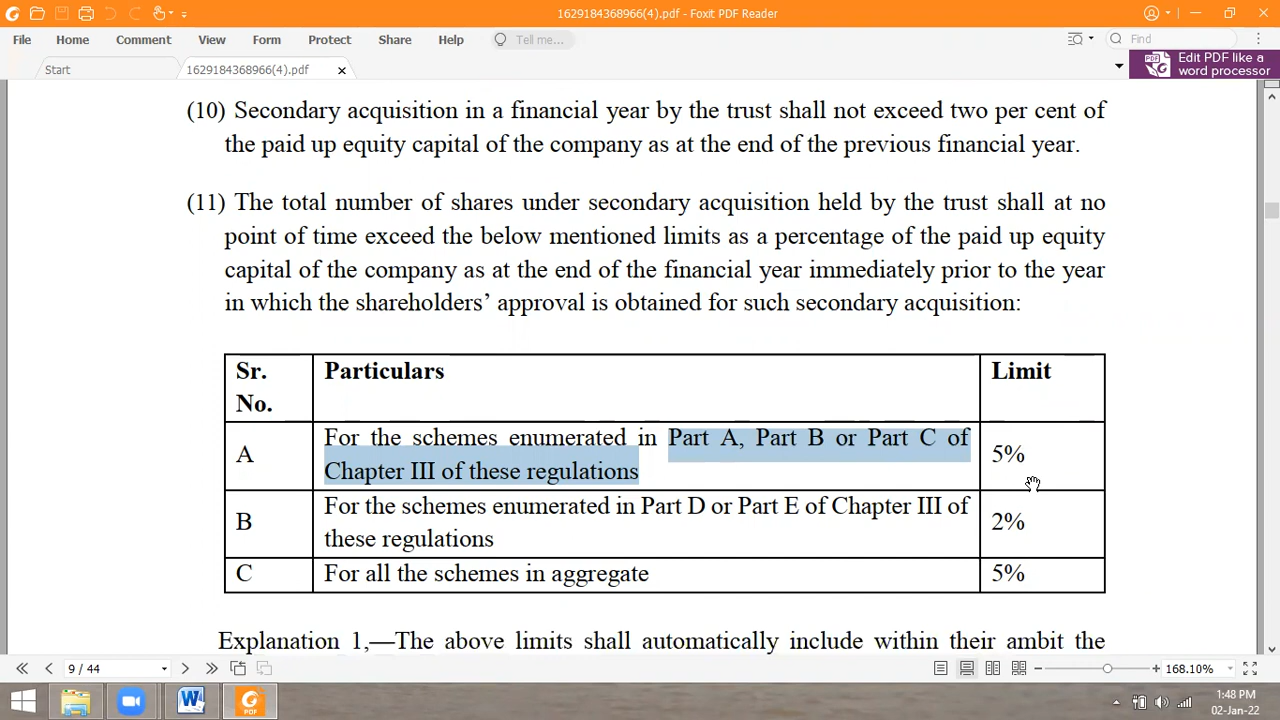 1629184368966(4).pdf - Foxit PDF Reader
File Home Comment View Form Protect Share Help Tell me... Find
Start 1629184368966(4).pdf Edit PDF like a
word processor
(10) Secondary acquisition in a financial year by the trust shall not exceed two per cent of
the paid up equity capital of the company as at the end of the previous financial year.
(11) The total number of shares under secondary acquisition held by the trust shall at no
point of time exceed the below mentioned limits as a percentage of the paid up equity
capital of the company as at the end of the financial year immediately prior to the year
in which the shareholders’ approval is obtained for such secondary acquisition:
Sr. Particulars Limit
No.
A For the schemes enumerated in Part A, Part B or Part C of 5%
Chapter III of these regulations
B For the schemes enumerated in Part D or Part E of Chapter III of 2%
these regulations
C For all the schemes in aggregate 5%
Explanation 1,—The above limits shall automatically include within their ambit the
9 / 44 168.10%
1:48 PM
02-Jan-22